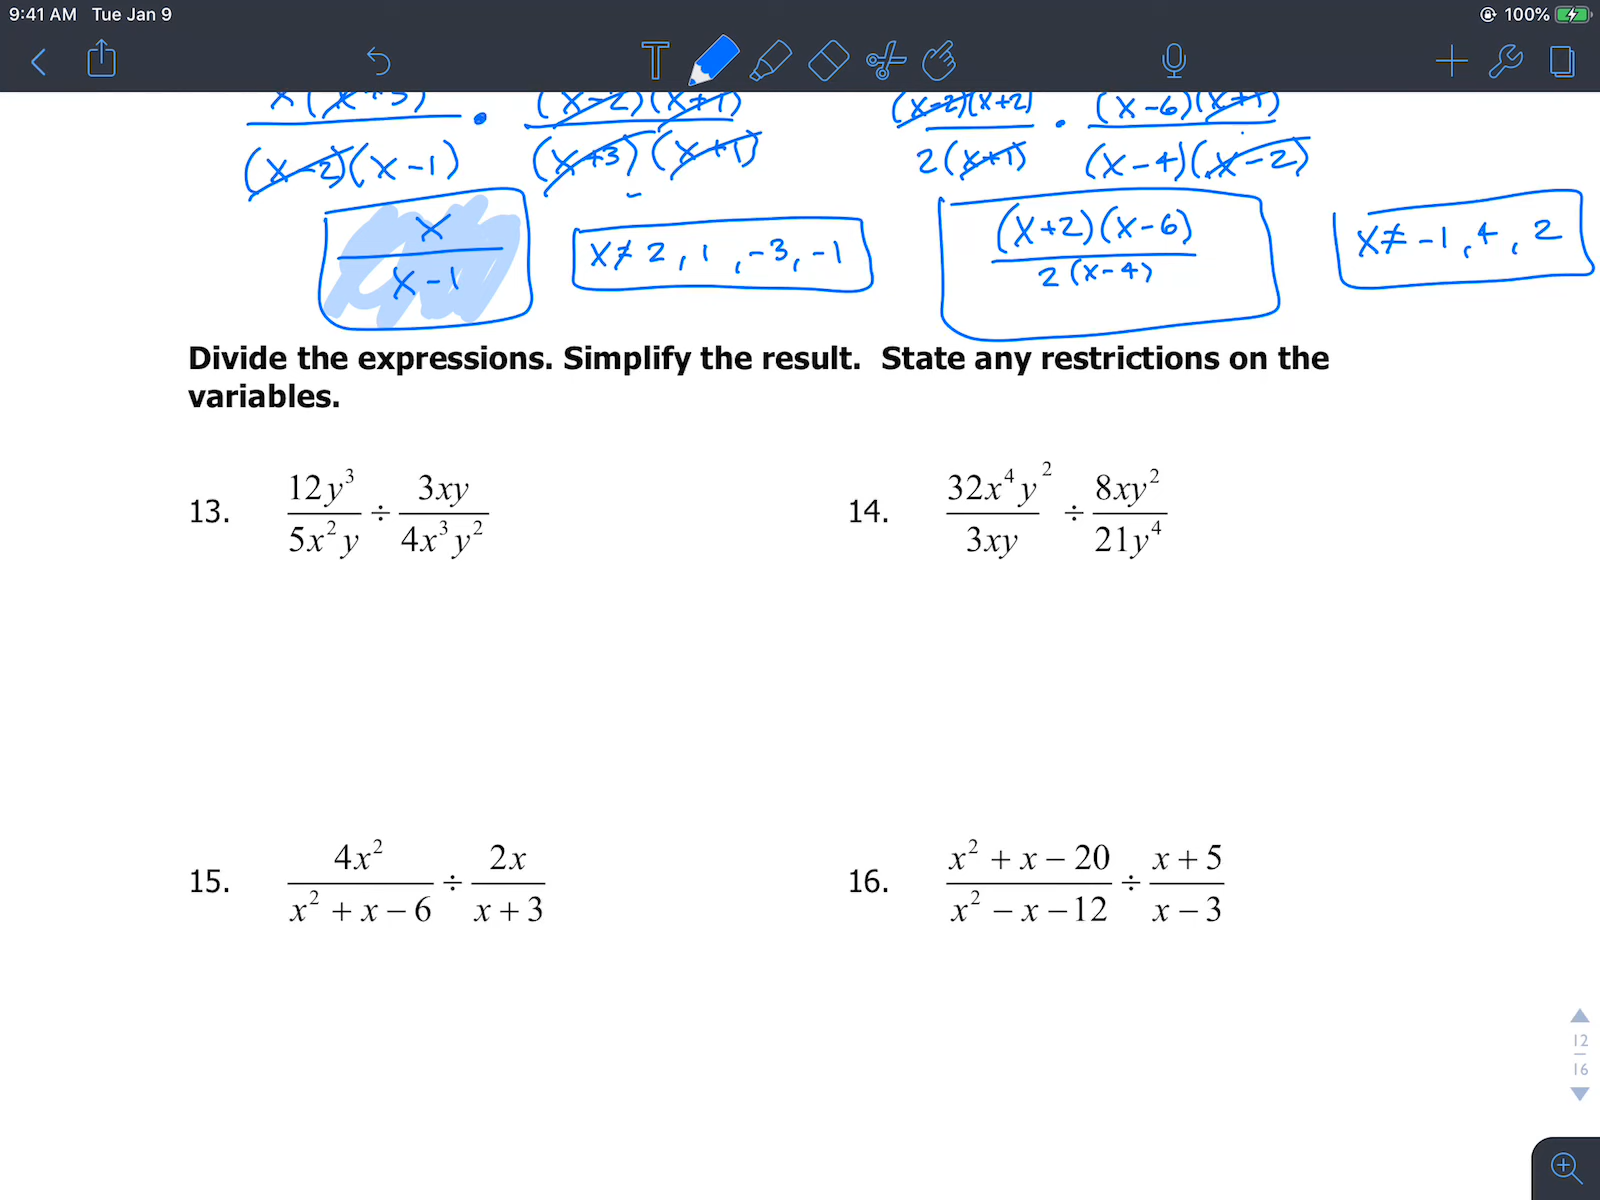 9:41 AM Tue Jan 9 100%
x(x+3) • (x-2)(x+1) (x-2)(x+2) • (x-6)(x+1)
(x-2)(x-1) (x+3)(x+1) 2(x+1) (x-4)(x-2)
x (x+2)(x-6)
x-1 x≠2, 1, -3, -1 2(x-4) x≠-1, 4, 2
Divide the expressions. Simplify the result. State any restrictions on the
variables.
13. 12y³/5x²y ÷ 3xy/4x³y² 14. 32x⁴y²/3xy ÷ 8xy²/21y⁴
15. 4x²/x² + x − 6 ÷ 2x/x + 3 16. x² + x − 20/x² − x − 12 ÷ x + 5/x − 3
12
16